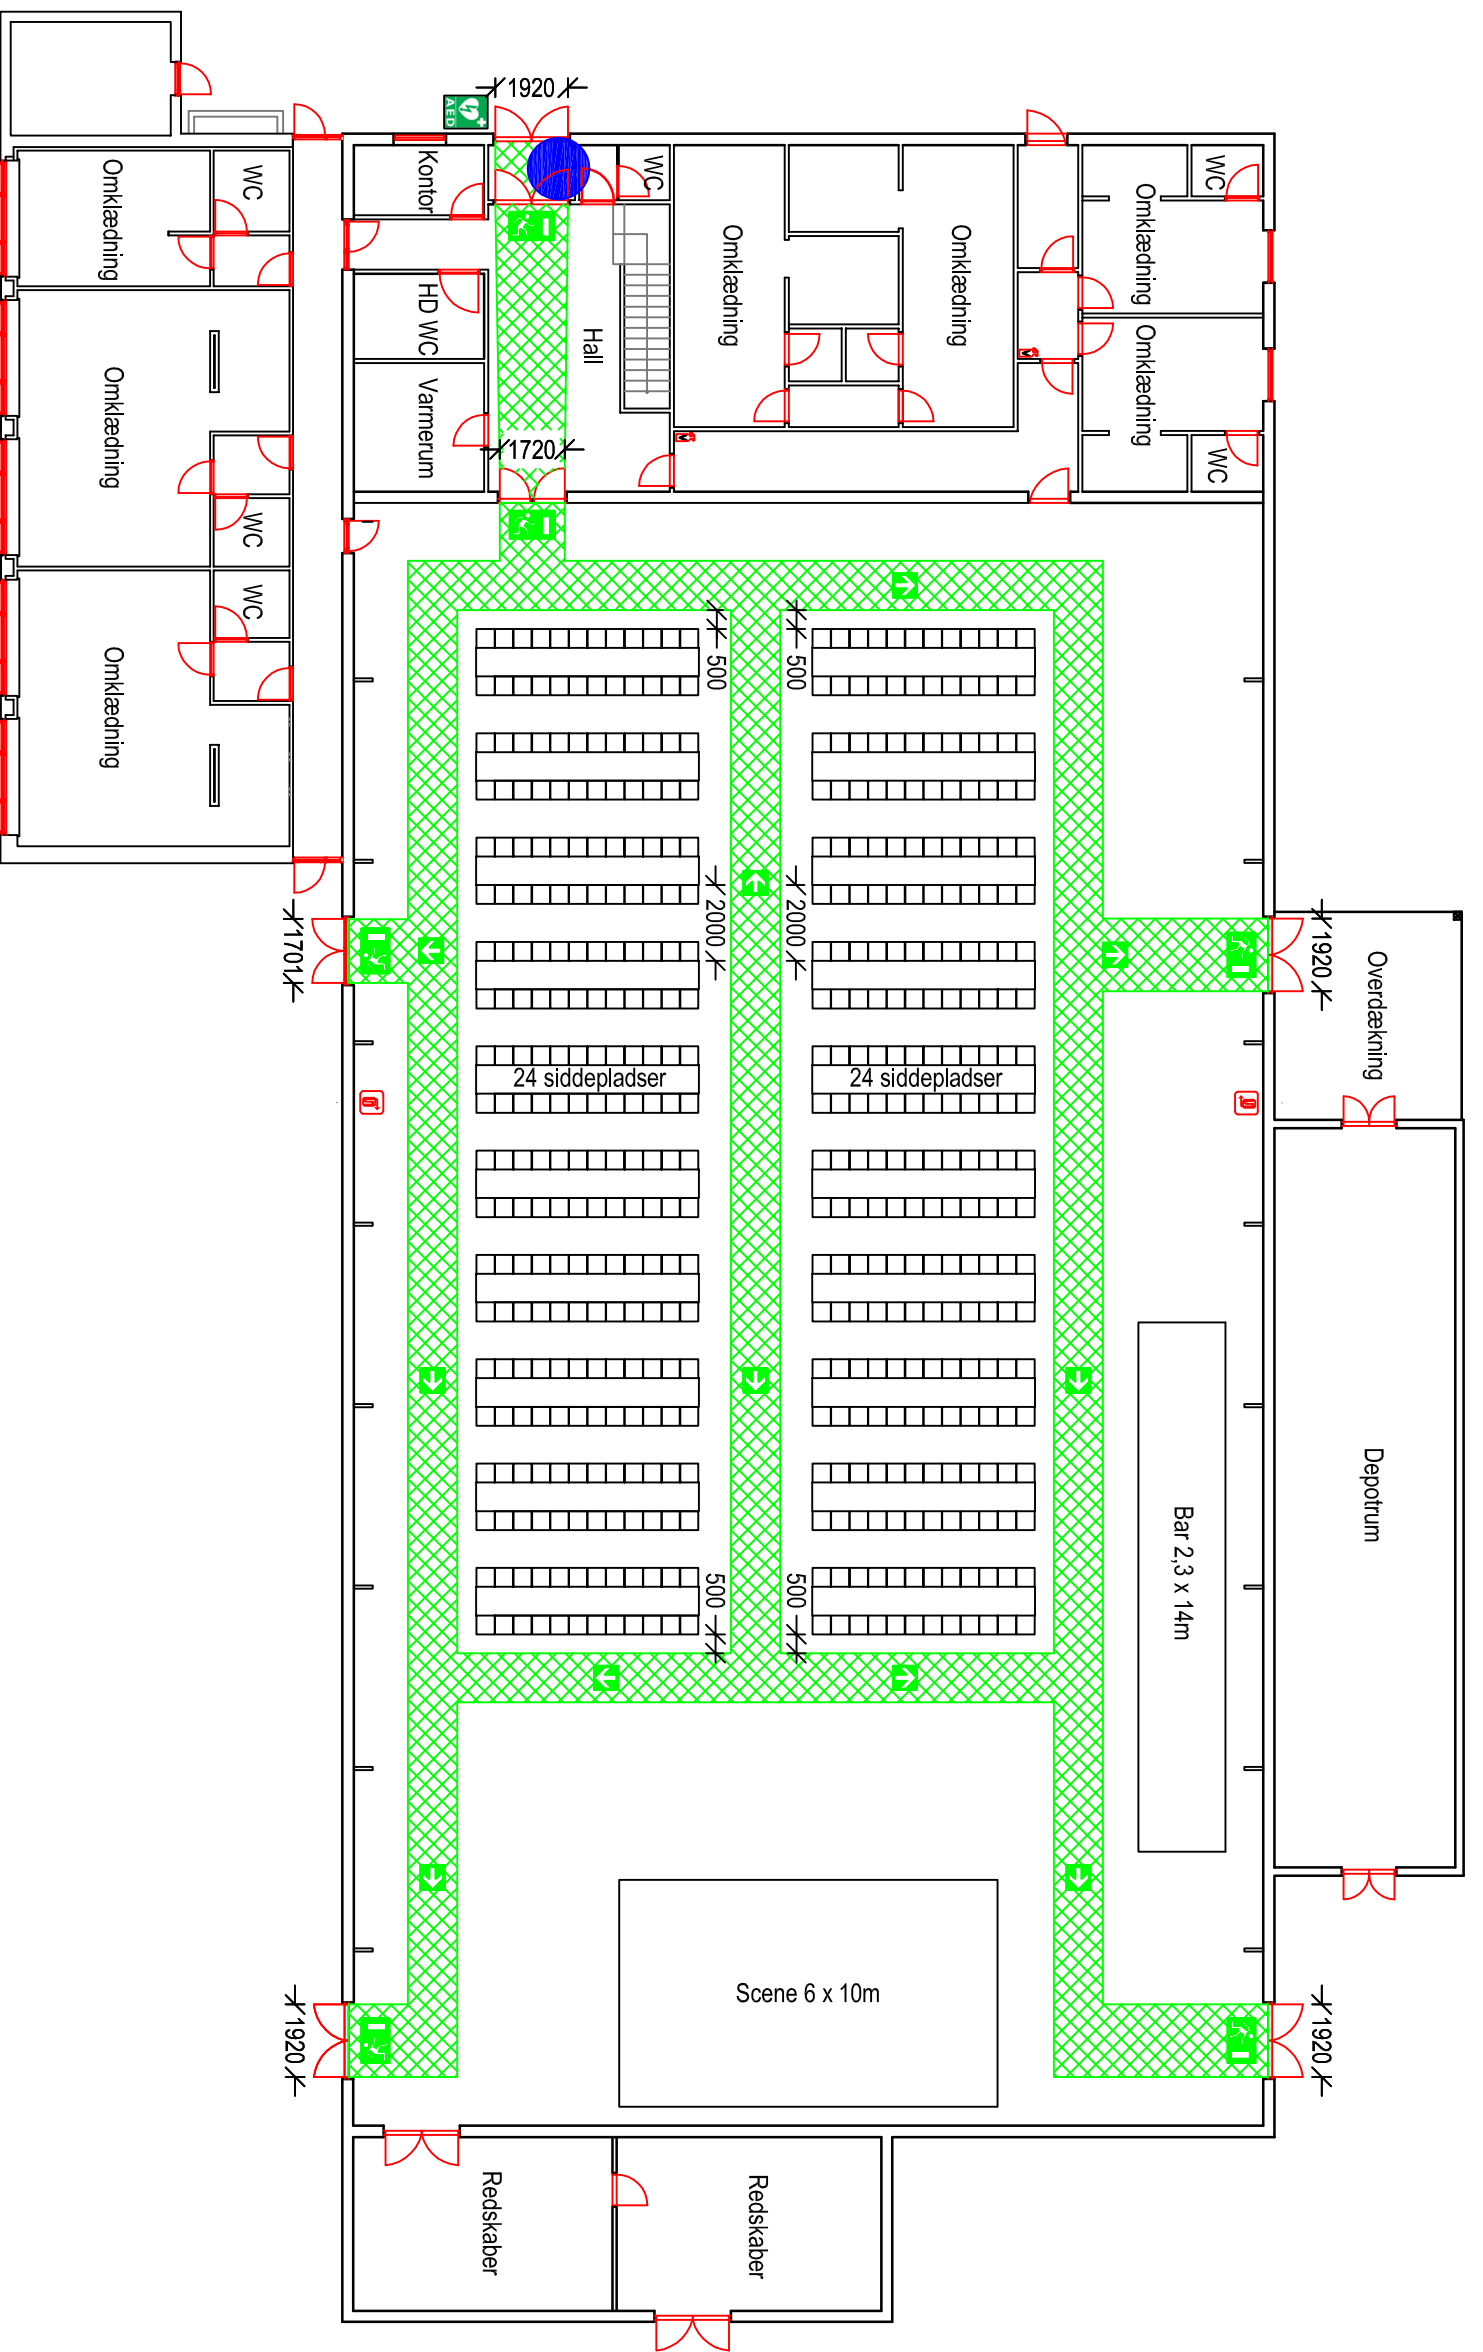 1920
AED
Kontor
WC
WC
Omklædning
WC
Omklædning
Omklædning
Omklædning
HD WC
Hall
Omklædning
Omklædning
Varmerum
1720
WC
WC
WC
Omklædning
500
500
2000
2000
1701
1920
Overdækning
24 siddepladser
24 siddepladser
Depotrum
Bar 2,3 x 14m
500
500
Scene 6 x 10m
1920
1920
Redskaber
Redskaber